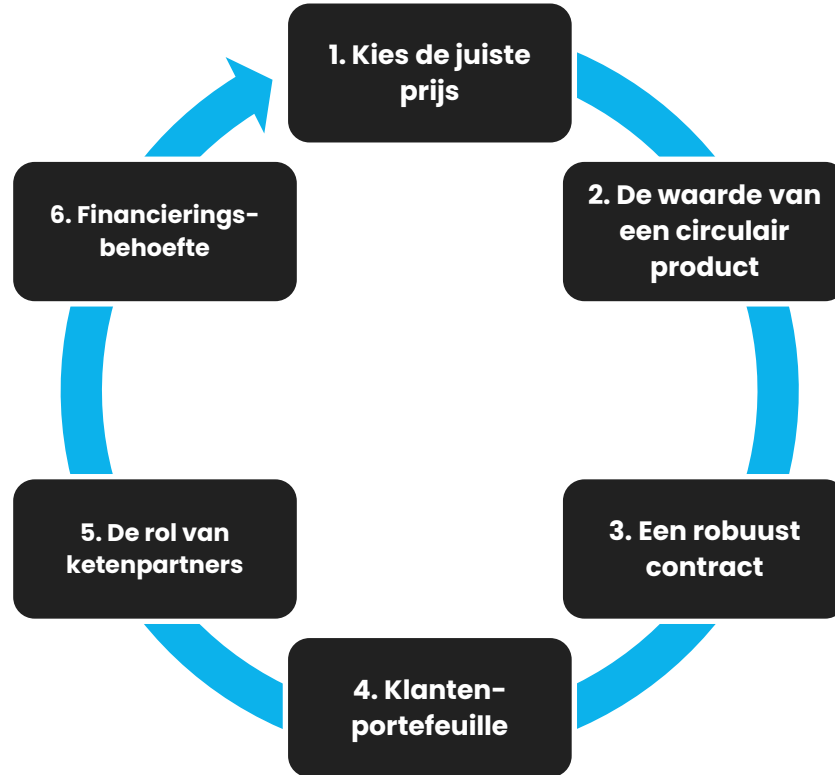 1. Kies de juiste
prijs
2. De waarde van
een circulair
product
3. Een robuust
contract
4. Klanten-
portefeuille
5. De rol van
ketenpartners
6. Financierings-
behoefte